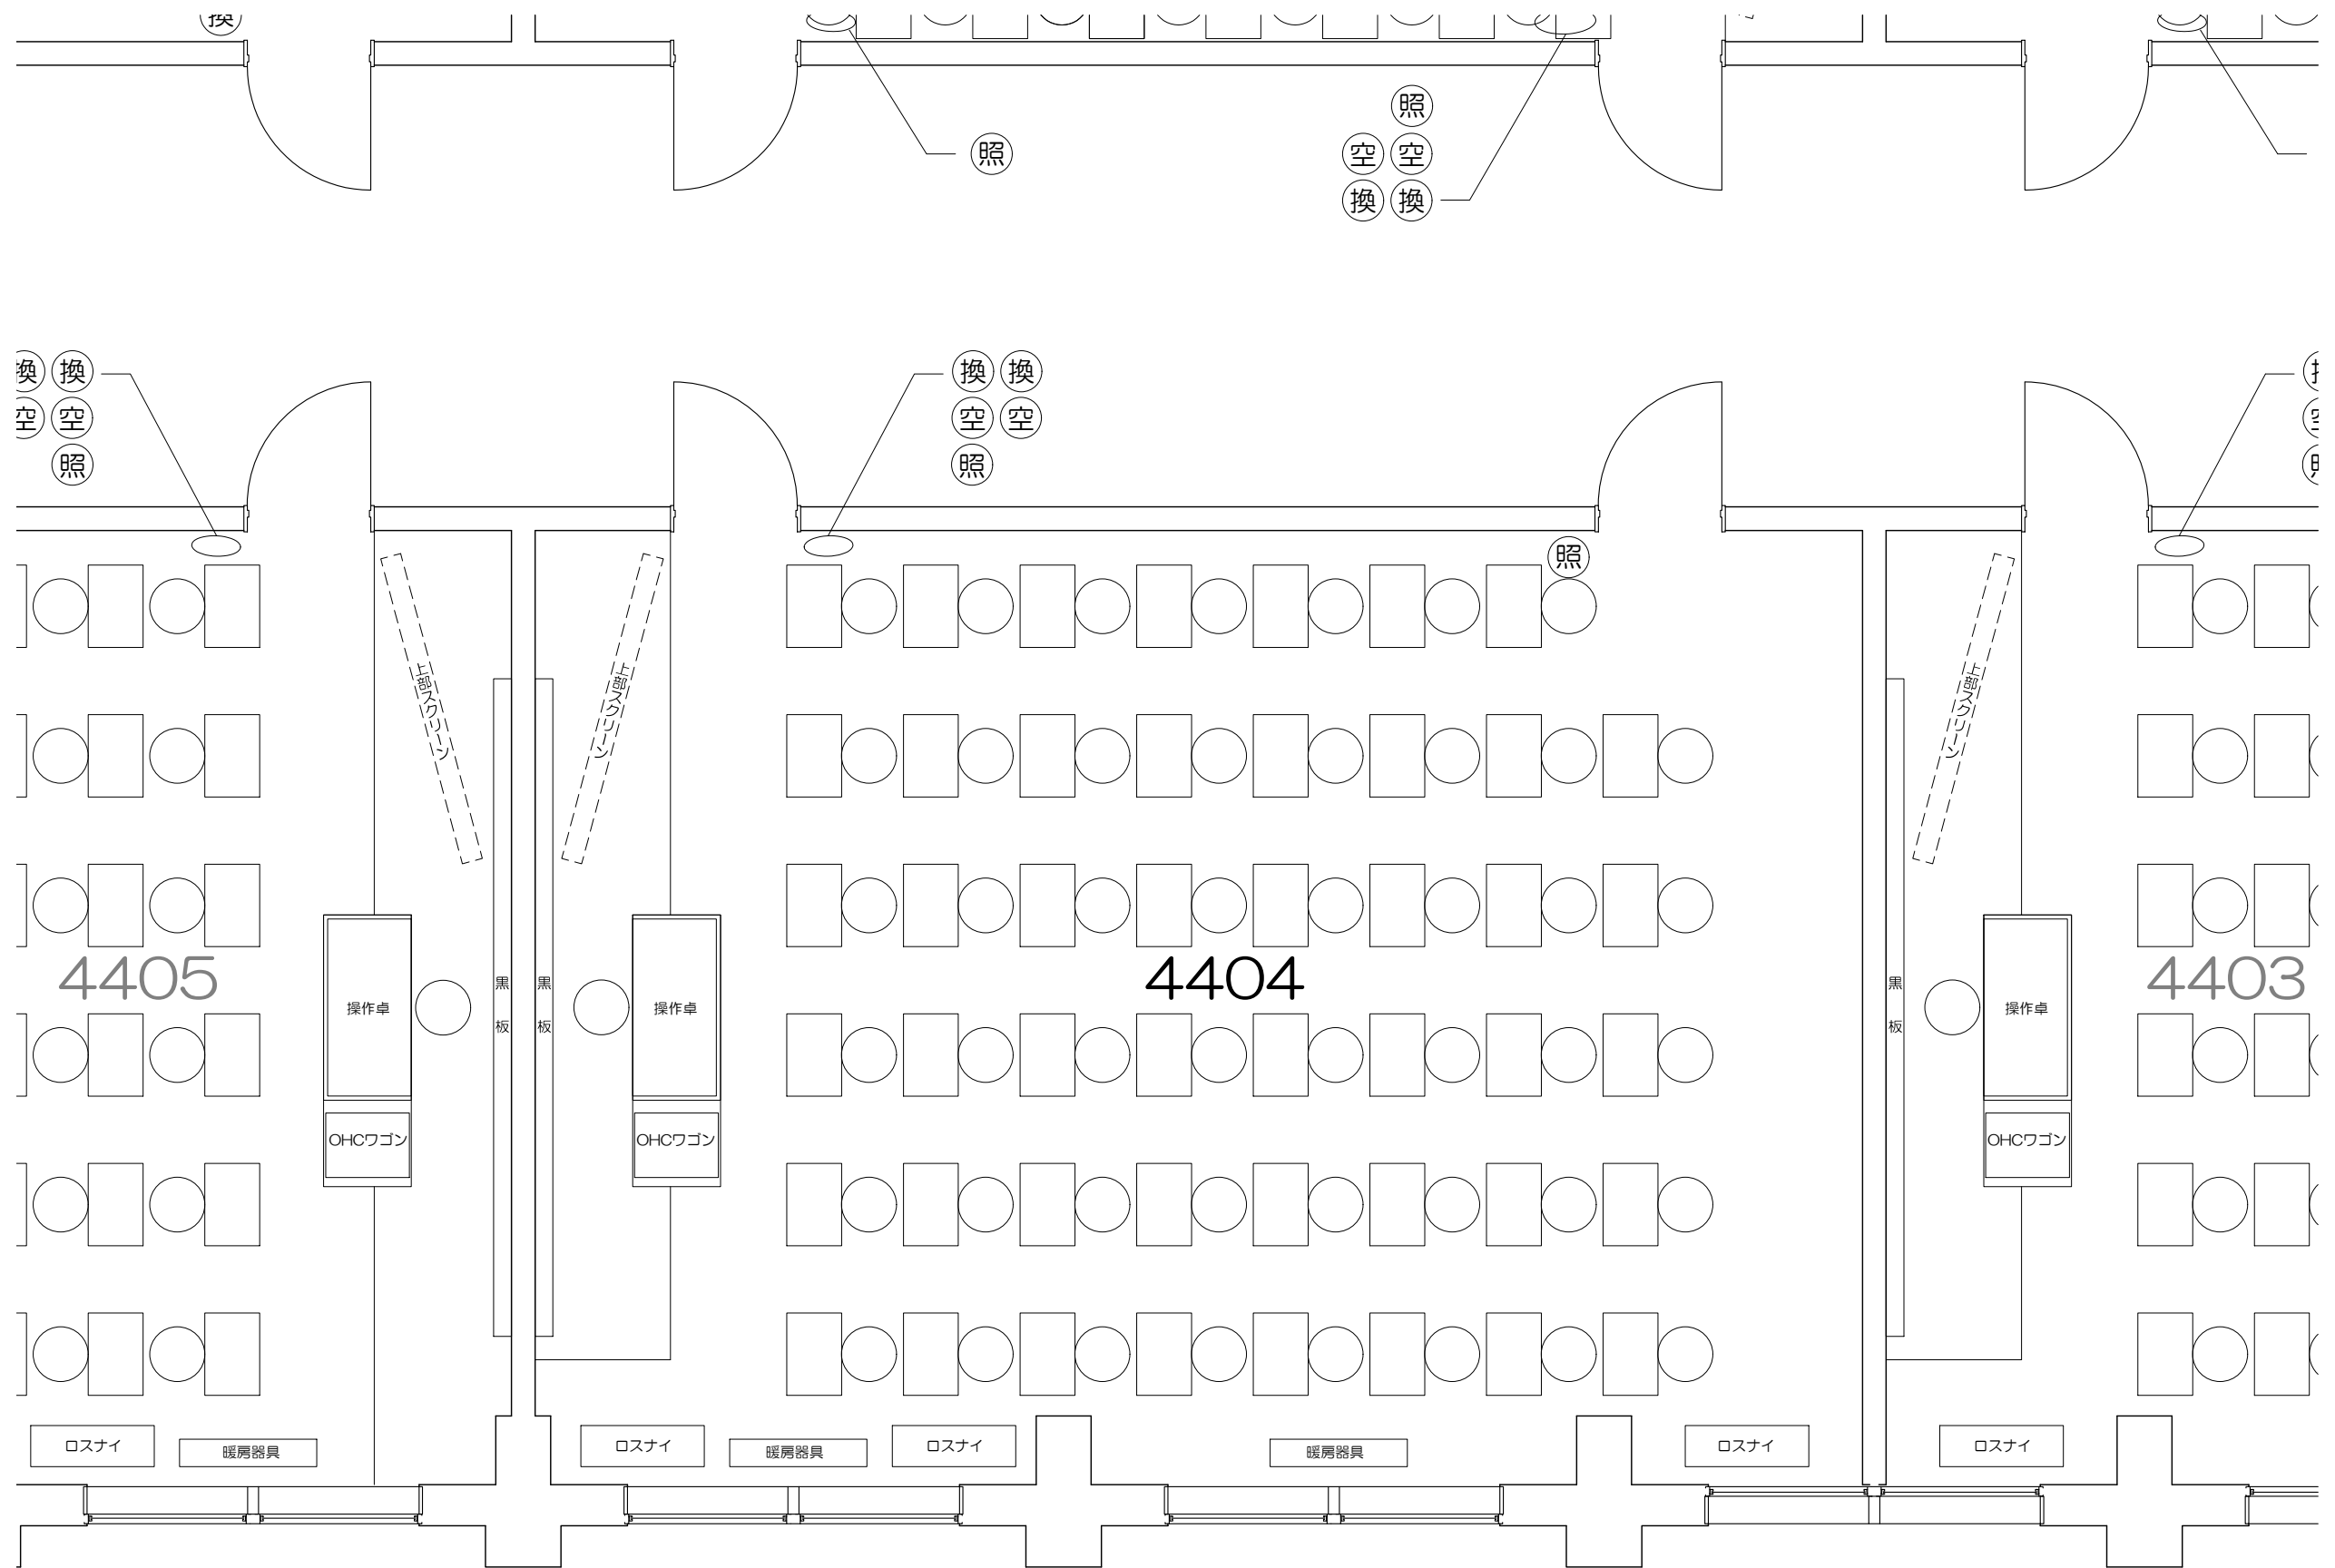 換
照
照
空 空
換 換
換 換
空 空
照
換 換
空 空
照
換
空
照
照
上部スクリーン
上部スクリーン
上部スクリーン
4405
4404
4403
黒板
黒板
黒板
操作卓
操作卓
操作卓
OHCワゴン
OHCワゴン
OHCワゴン
ロスナイ
暖房器具
ロスナイ
暖房器具
ロスナイ
暖房器具
ロスナイ
ロスナイ